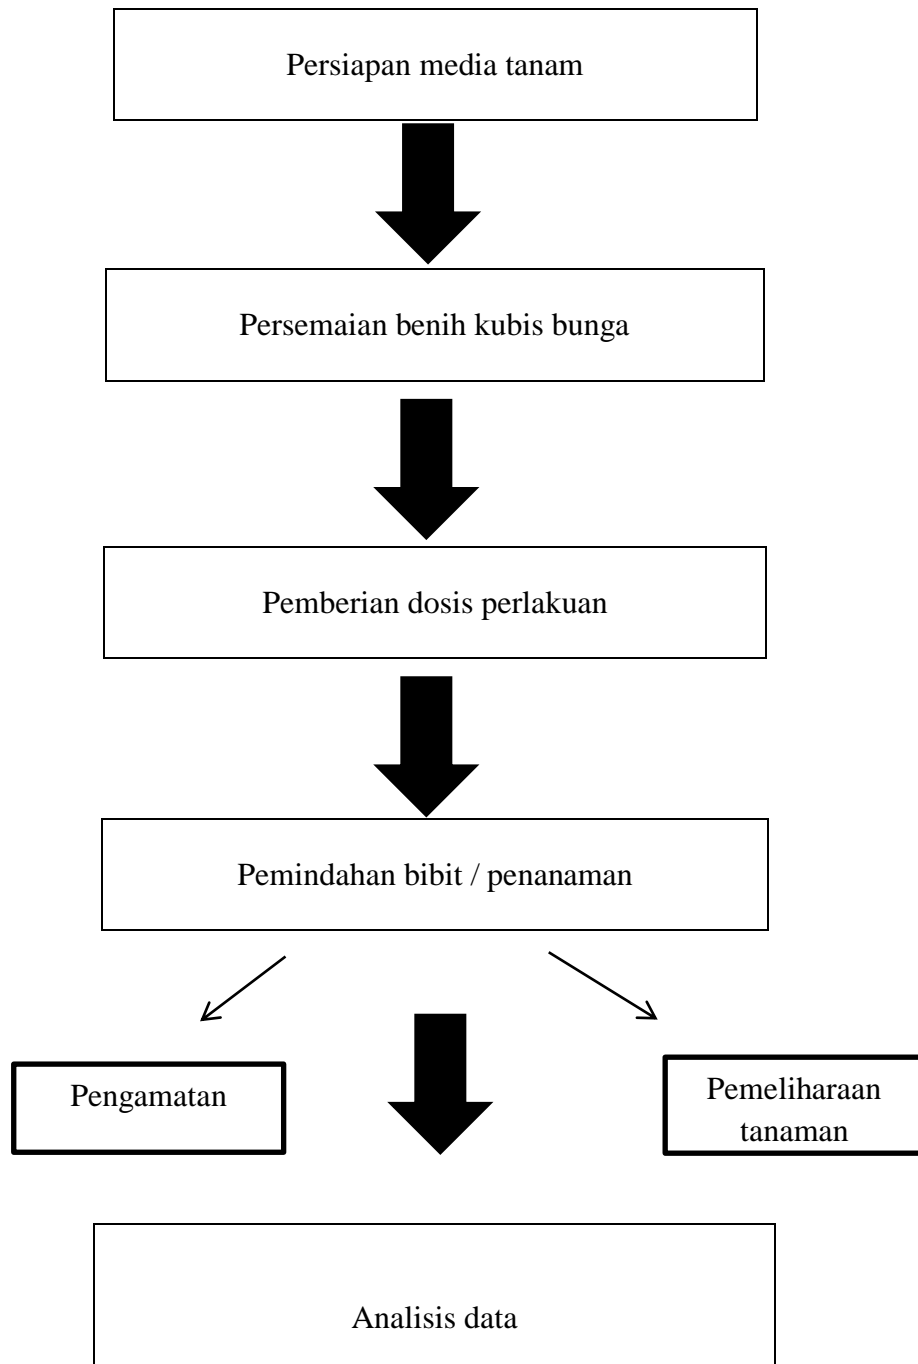 Persiapan media tanam
Persemaian benih kubis bunga
Pemberian dosis perlakuan
Pemindahan bibit / penanaman
Pengamatan
Pemeliharaan
tanaman
Analisis data